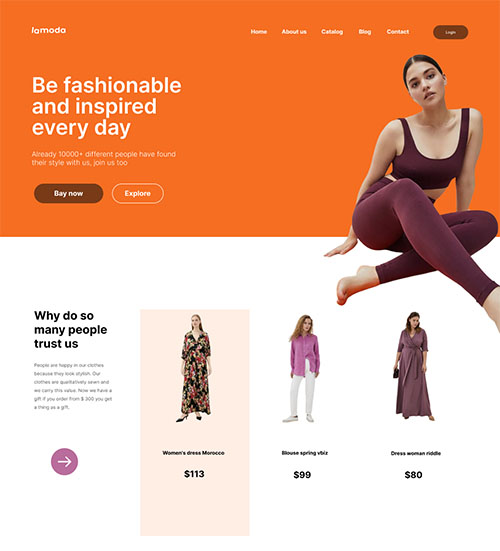 lamoda
Home About us Catalog Blog Contact Login
Be fashionable
and inspired
every day
Already 10000+ different people have found
their style with us, join us too
Bay now Explore
Why do so
many people
trust us
People are happy in our clothes
because they look stylish. Our
clothes are qualitatively sewn and
we carry this value. Now we have a
gift if you order from $ 300 you get
a thing as a gift.
Women's dress Morocco
$113
Blouse spring vbiz
$99
Dress woman riddle
$80